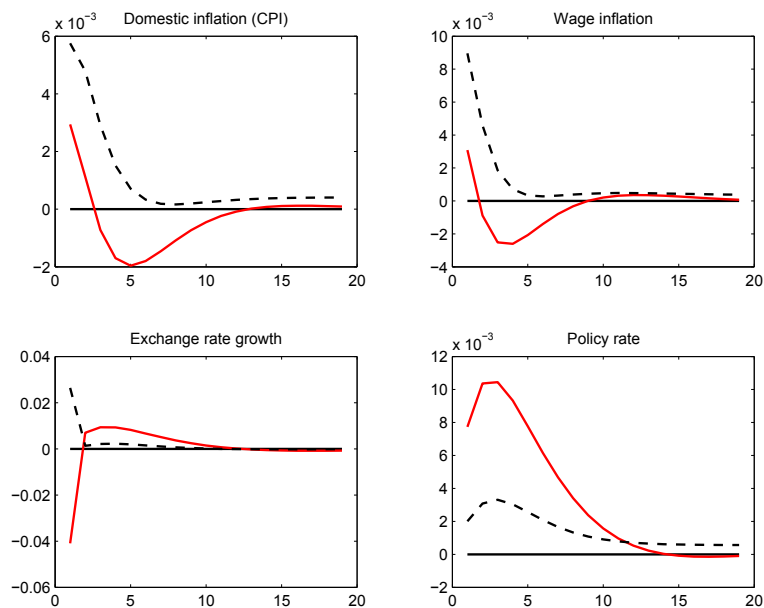 Domestic inflation (CPI)
x 10⁻³
6
4
2
0
−2
0 5 10 15 20
Wage inflation
x 10⁻³
10
8
6
4
2
0
−2
−4
0 5 10 15 20
Exchange rate growth
0.04
0.02
0
−0.02
−0.04
−0.06
0 5 10 15 20
Policy rate
x 10⁻³
12
10
8
6
4
2
0
−2
0 5 10 15 20